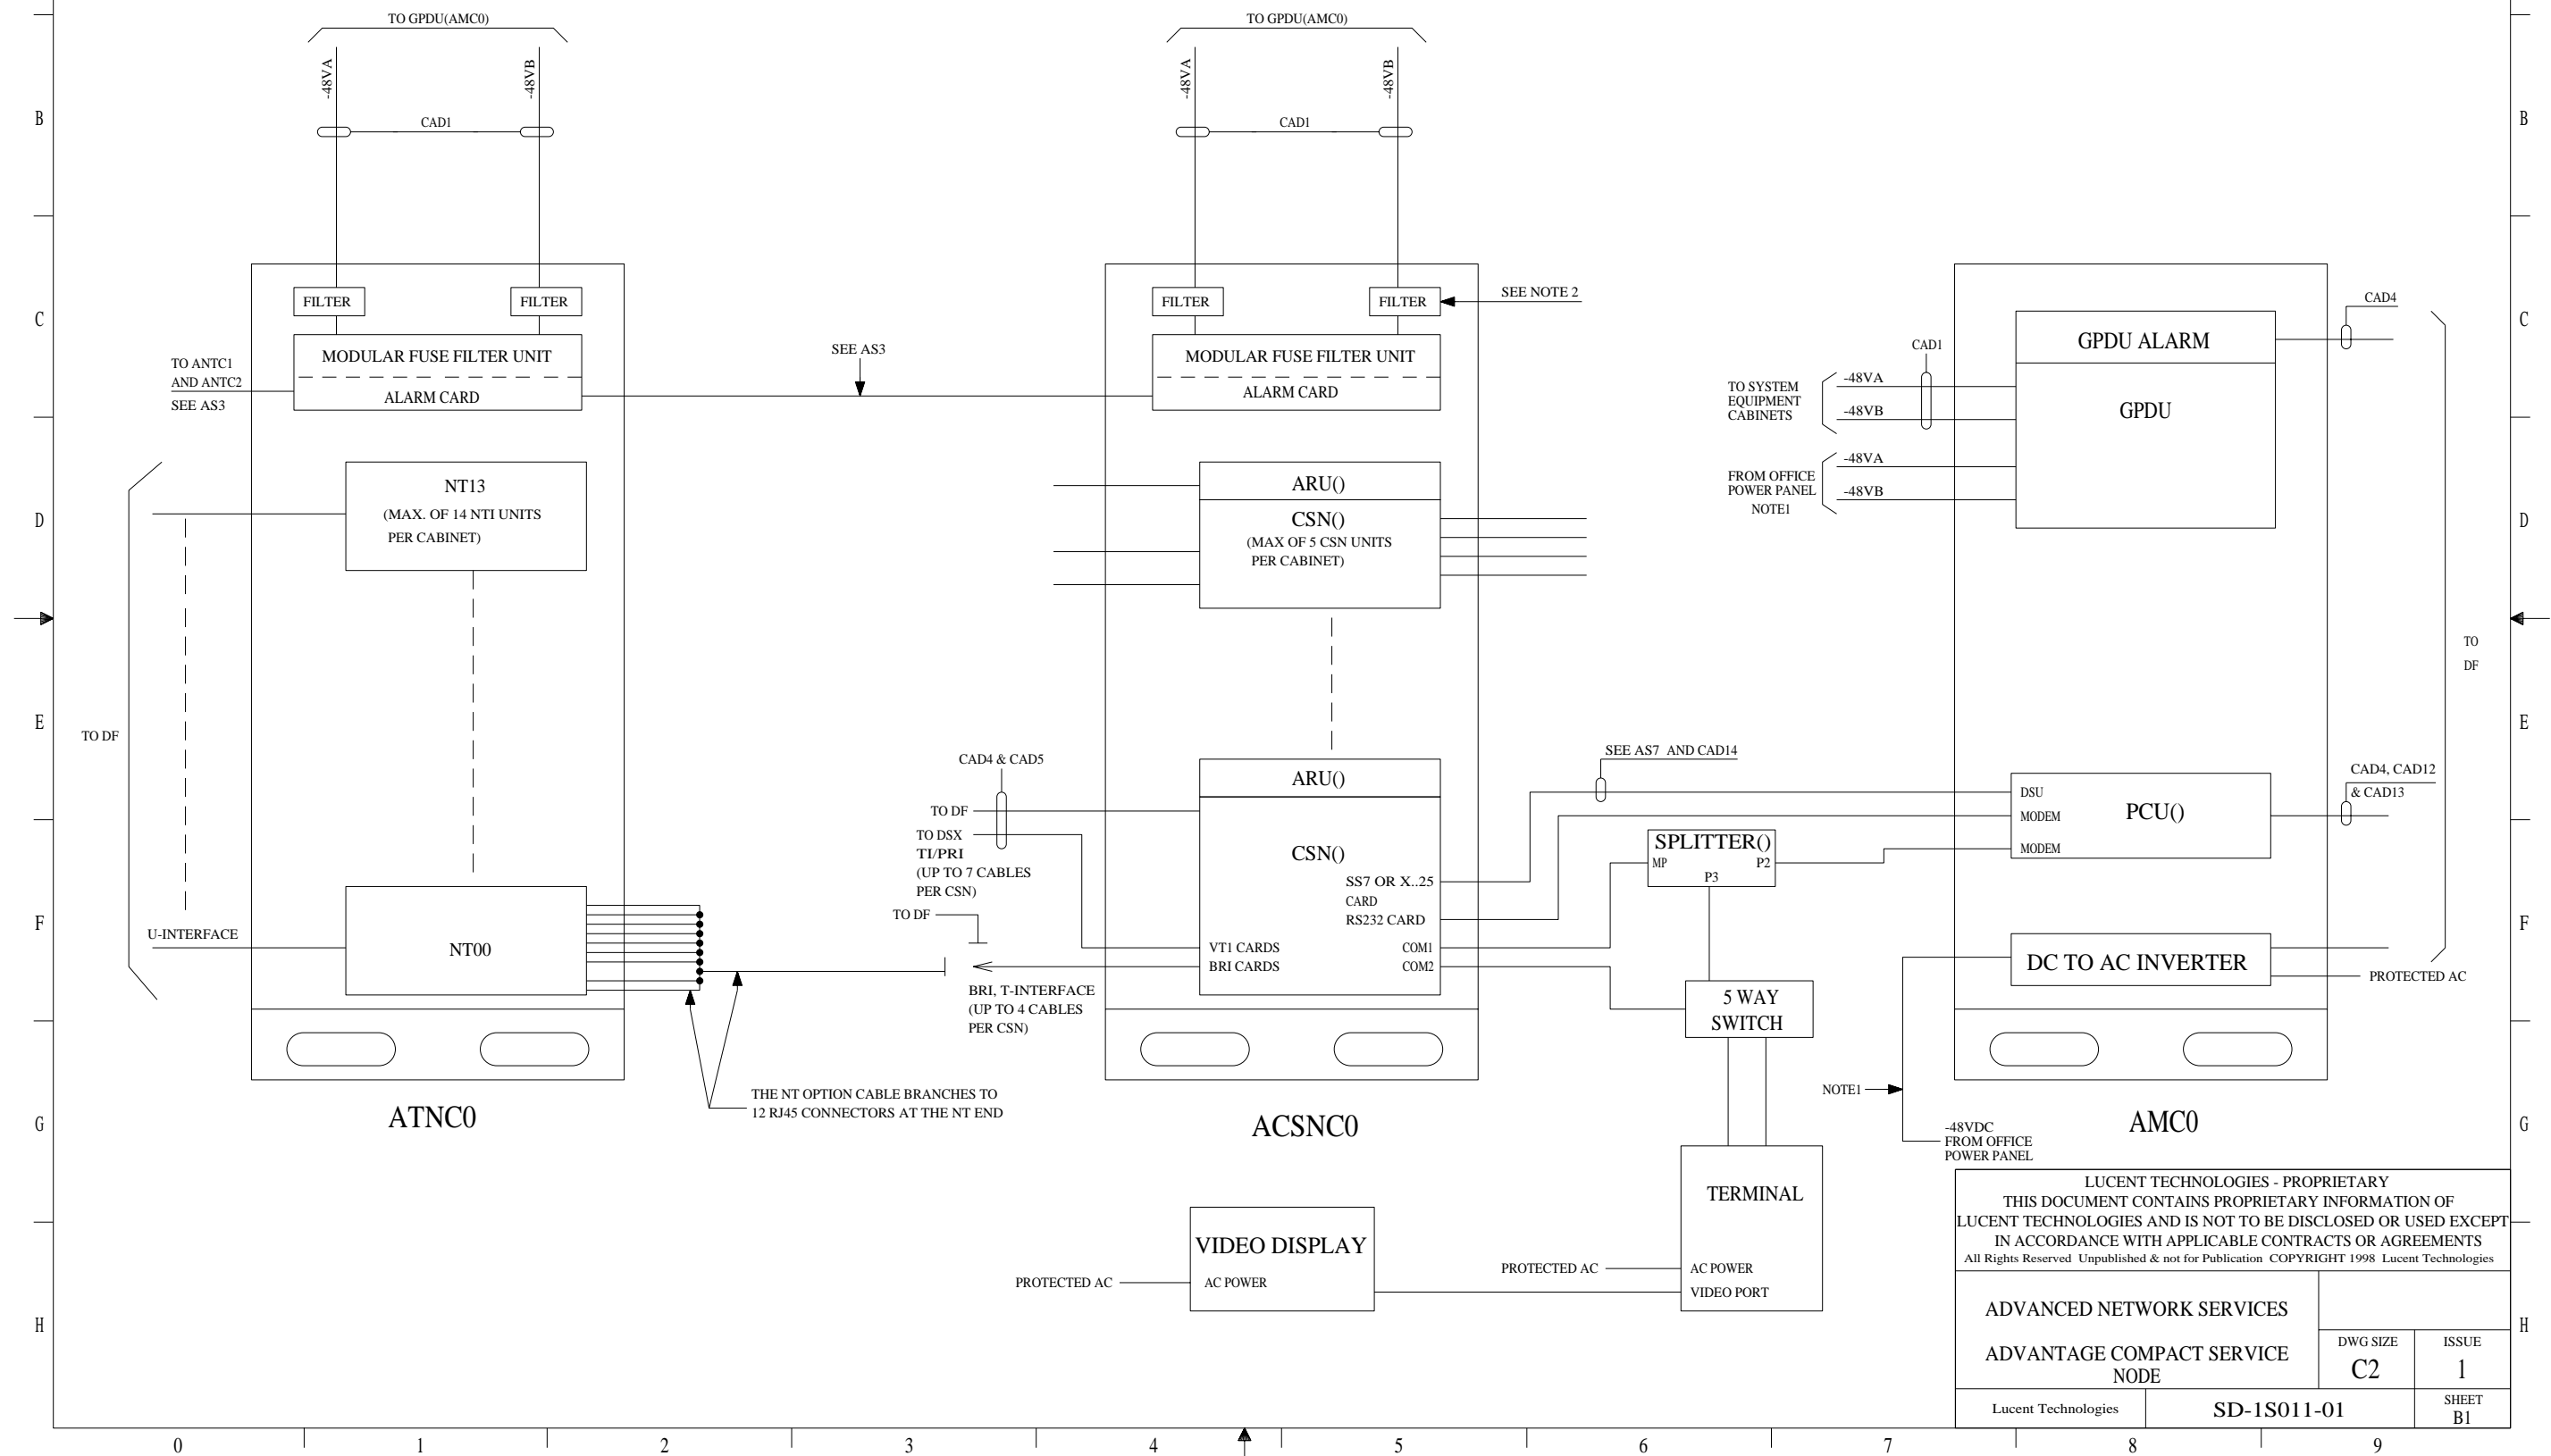 TO GPDU(AMC0)
-48VA
-48VB
CAD1
FILTER
FILTER
MODULAR FUSE FILTER UNIT
ALARM CARD
TO ANTC1
AND ANTC2
SEE AS3
NT13
(MAX. OF 14 NTI UNITS
PER CABINET)
TO DF
U-INTERFACE
NT00
THE NT OPTION CABLE BRANCHES TO
12 RJ45 CONNECTORS AT THE NT END
ATNC0
SEE AS3
TO GPDU(AMC0)
-48VA
-48VB
CAD1
FILTER
FILTER
SEE NOTE 2
MODULAR FUSE FILTER UNIT
ALARM CARD
ARU()
CSN()
(MAX OF 5 CSN UNITS
PER CABINET)
CAD4 & CAD5
TO DF
TO DSX
TI/PRI
(UP TO 7 CABLES
PER CSN)
TO DF
BRI, T-INTERFACE
(UP TO 4 CABLES
PER CSN)
ARU()
CSN()
SS7 OR X..25
CARD
RS232 CARD
VT1 CARDS
COM1
BRI CARDS
COM2
ACSNC0
SEE AS7 AND CAD14
SPLITTER()
MP
P2
P3
5 WAY
SWITCH
TERMINAL
PROTECTED AC
AC POWER
VIDEO PORT
VIDEO DISPLAY
PROTECTED AC
AC POWER
CAD4
GPDU ALARM
GPDU
CAD1
TO SYSTEM
EQUIPMENT
CABINETS
-48VA
-48VB
FROM OFFICE
POWER PANEL
NOTE1
-48VA
-48VB
TO
DF
CAD4, CAD12
& CAD13
DSU
MODEM
MODEM
PCU()
DC TO AC INVERTER
PROTECTED AC
NOTE1
-48VDC
FROM OFFICE
POWER PANEL
AMC0
LUCENT TECHNOLOGIES - PROPRIETARY
THIS DOCUMENT CONTAINS PROPRIETARY INFORMATION OF
LUCENT TECHNOLOGIES AND IS NOT TO BE DISCLOSED OR USED EXCEPT
IN ACCORDANCE WITH APPLICABLE CONTRACTS OR AGREEMENTS
All Rights Reserved Unpublished & not for Publication COPYRIGHT 1998 Lucent Technologies
ADVANCED NETWORK SERVICES
ADVANTAGE COMPACT SERVICE
NODE
DWG SIZE
C2
ISSUE
1
Lucent Technologies
SD-1S011-01
SHEET
B1
B
C
D
E
F
G
H
B
C
D
E
F
G
H
0 1 2 3 4 5 6 7 8 9